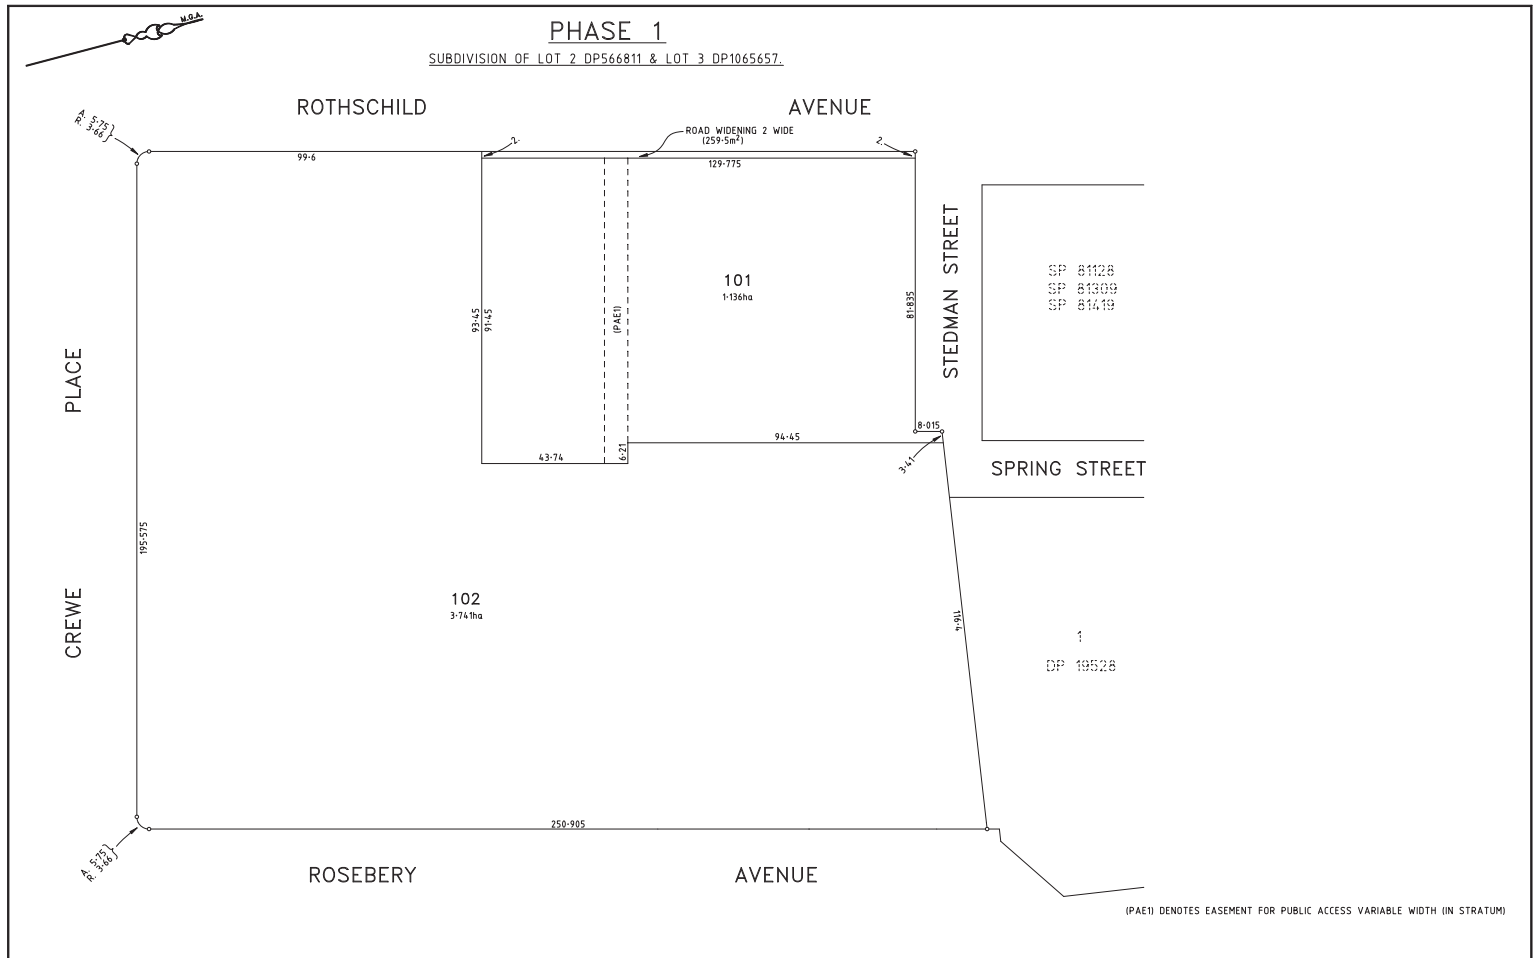 M.G.A.
PHASE 1
SUBDIVISION OF LOT 2 DP566811 & LOT 3 DP1065657.
ROTHSCHILD AVENUE
A. 5·75
R. 3·66
ROAD WIDENING 2 WIDE
(259·5m²)
2.
2.
99·6
129·775
STEDMAN STREET
SP 81128
SP 81309
SP 81419
101
1·136ha
81·835
(PAE1)
93·45
91·45
CREWE PLACE
8·015
94·45
43·74
6·21
3·41
SPRING STREET
195·575
102
3·741ha
116·4
1
DP 19528
250·905
A. 5·75
R. 3·66
ROSEBERY AVENUE
(PAE1) DENOTES EASEMENT FOR PUBLIC ACCESS VARIABLE WIDTH (IN STRATUM)